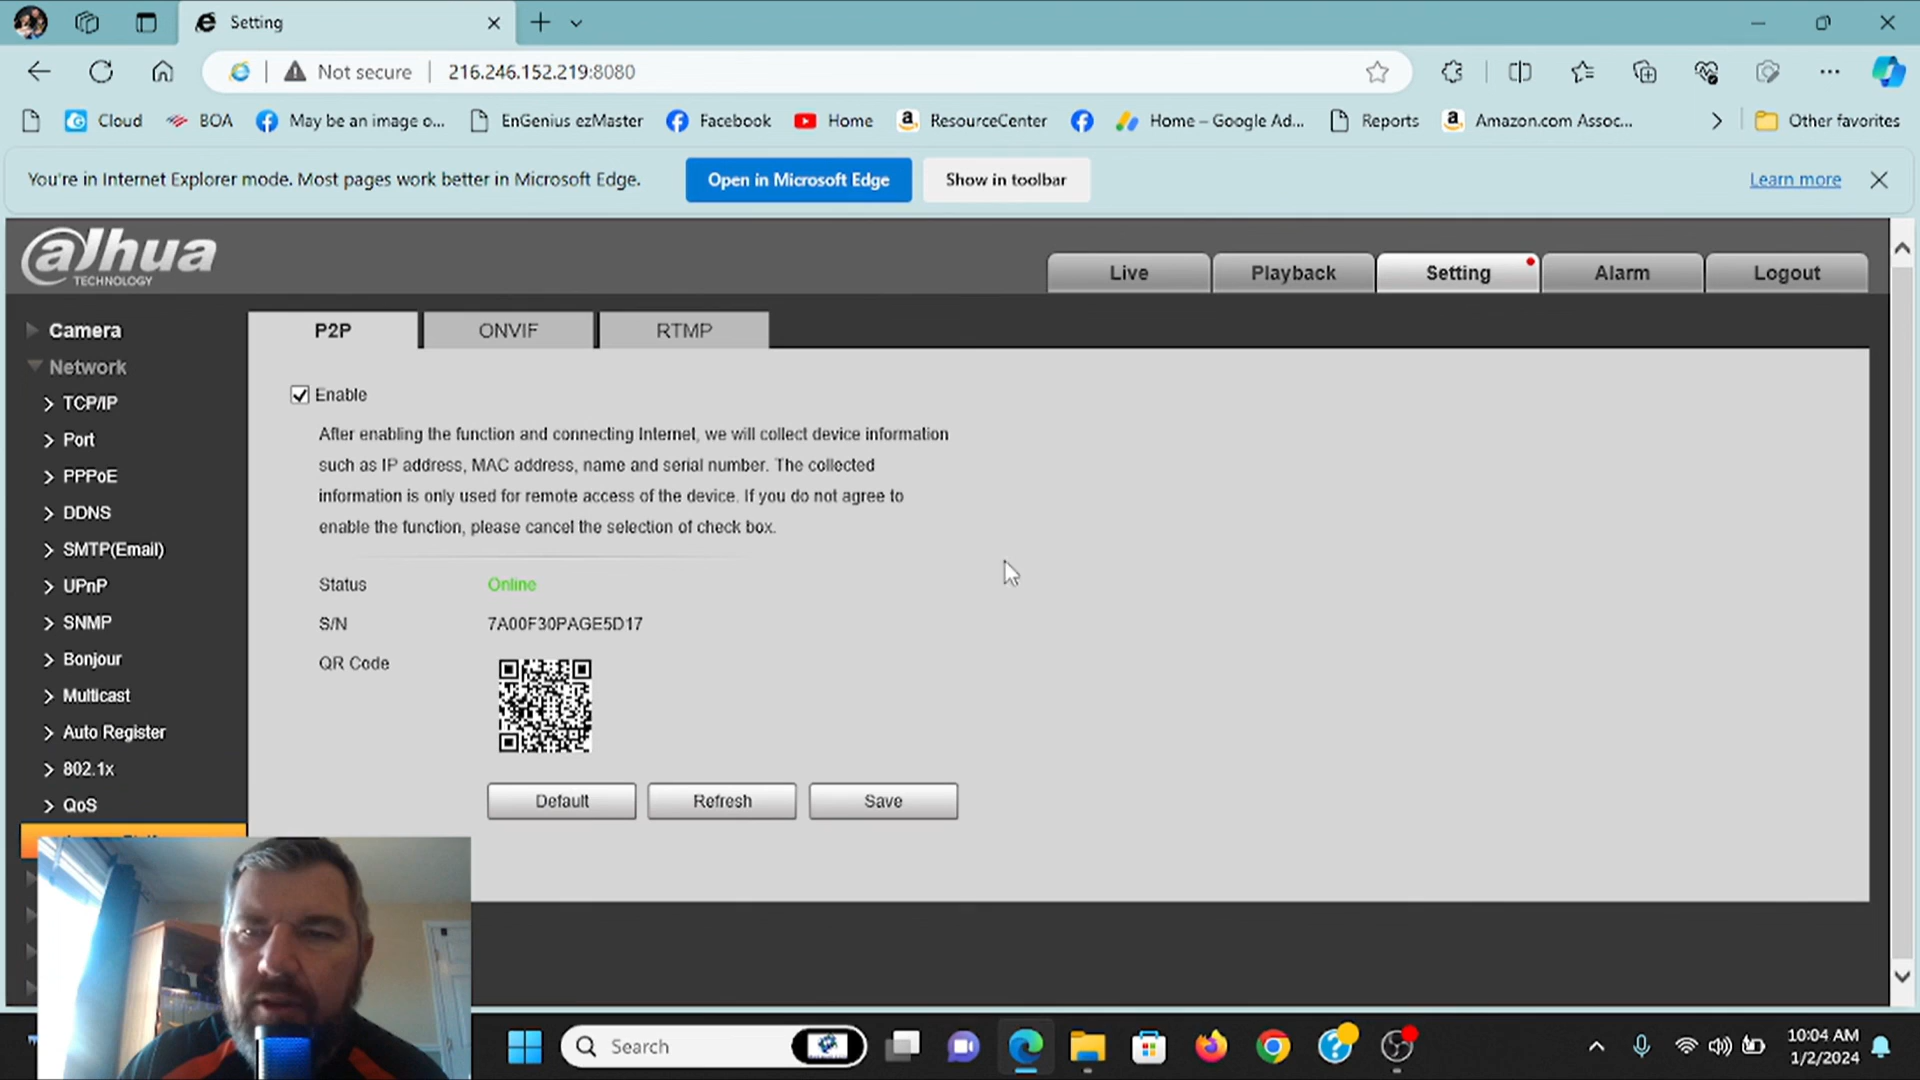 Setting
Not secure
216.246.152.219:8080
Cloud
BOA
May be an image o...
EnGenius ezMaster
Facebook
Home
ResourceCenter
Home – Google Ad...
Reports
Amazon.com Assoc...
Other favorites
You're in Internet Explorer mode. Most pages work better in Microsoft Edge.
Open in Microsoft Edge
Show in toolbar
Learn more
alhua
TECHNOLOGY
Live
Playback
Setting
Alarm
Logout
Camera
Network
TCP/IP
Port
PPPoE
DDNS
SMTP(Email)
UPnP
SNMP
Bonjour
Multicast
Auto Register
802.1x
QoS
P2P
ONVIF
RTMP
Enable
After enabling the function and connecting Internet, we will collect device information
such as IP address, MAC address, name and serial number. The collected
information is only used for remote access of the device. If you do not agree to
enable the function, please cancel the selection of check box.
Status
Online
S/N
7A00F30PAGE5D17
QR Code
Default
Refresh
Save
Search
10:04 AM
1/2/2024